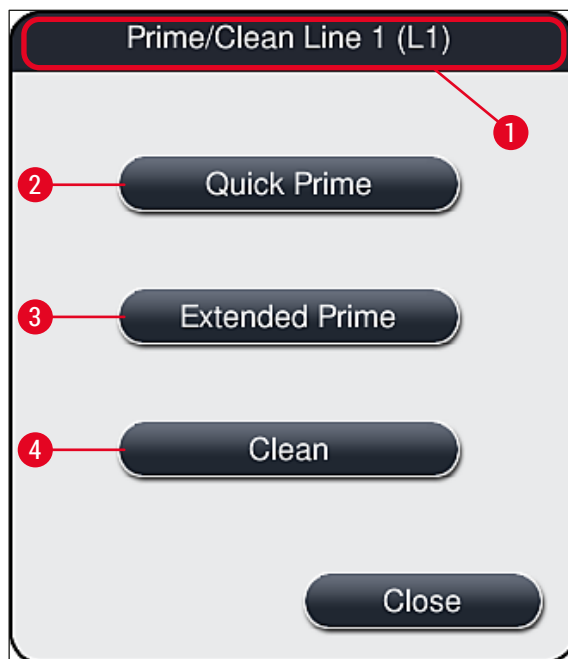 Prime/Clean Line 1 (L1)
1
2 Quick Prime
3 Extended Prime
4 Clean
Close